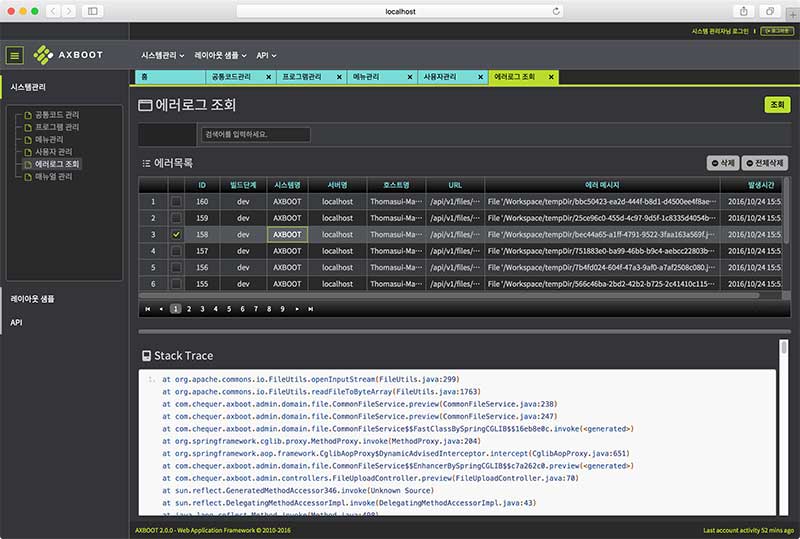 localhost
시스템 관리자님 로그인
로그아웃
AXBOOT
시스템관리
레이아웃 샘플
API
홈
공통코드관리
프로그램관리
메뉴관리
사용자관리
에러로그 조회
시스템관리
공통코드 관리
프로그램 관리
메뉴관리
사용자 관리
에러로그 조회
매뉴얼 관리
레이아웃 샘플
API
에러로그 조회
조회
검색어를 입력하세요.
에러목록
삭제
전체삭제
ID 빌드단계 시스템명 서버명 호스트명 URL 에러 메시지 발생시간
1 160 dev AXBOOT localhost Thomasui-Ma··· /api/v1/files/··· File '/Workspace/tempDir/bbc50423-ea2d-444f-b8d1-d4500ee4f8ae··· 2016/10/24 15:5
2 159 dev AXBOOT localhost Thomasui-Ma··· /api/v1/files/··· File '/Workspace/tempDir/25ce96c0-455d-4c97-9d5f-1c8335d4054b··· 2016/10/24 15:5
3 158 dev AXBOOT localhost Thomasui-Ma··· /api/v1/files/··· File '/Workspace/tempDir/bec44a65-a1ff-4791-9522-3faa163a569f.j··· 2016/10/24 15:5
4 157 dev AXBOOT localhost Thomasui-Ma··· /api/v1/files/··· File '/Workspace/tempDir/751883e0-ba99-46bb-b9c4-aebcc22803b··· 2016/10/24 15:5
5 156 dev AXBOOT localhost Thomasui-Ma··· /api/v1/files/··· File '/Workspace/tempDir/7b4fd024-604f-47a3-9af0-a7af2508c080.j··· 2016/10/24 15:5
6 155 dev AXBOOT localhost Thomasui-Ma··· /api/v1/files/··· File '/Workspace/tempDir/566c46ba-2bd2-42b2-b725-2c41410c115··· 2016/10/24 15:5
1 2 3 4 5 6 7 8 9
Stack Trace
1. at org.apache.commons.io.FileUtils.openInputStream(FileUtils.java:299)
at org.apache.commons.io.FileUtils.readFileToByteArray(FileUtils.java:1763)
at com.chequer.axboot.admin.domain.file.CommonFileService.preview(CommonFileService.java:238)
at com.chequer.axboot.admin.domain.file.CommonFileService.preview(CommonFileService.java:247)
at com.chequer.axboot.admin.domain.file.CommonFileService$$FastClassBySpringCGLIB$$16eb8e0c.invoke(<generated>)
at org.springframework.cglib.proxy.MethodProxy.invoke(MethodProxy.java:204)
at org.springframework.aop.framework.CglibAopProxy$DynamicAdvisedInterceptor.intercept(CglibAopProxy.java:651)
at com.chequer.axboot.admin.domain.file.CommonFileService$$EnhancerBySpringCGLIB$$c7a262c0.preview(<generated>)
at com.chequer.axboot.admin.controllers.FileUploadController.preview(FileUploadController.java:70)
at sun.reflect.GeneratedMethodAccessor346.invoke(Unknown Source)
at sun.reflect.DelegatingMethodAccessorImpl.invoke(DelegatingMethodAccessorImpl.java:43)
at java.lang.reflect.Method.invoke(Method.java:498)
AXBOOT 2.0.0 - Web Application Framework © 2010-2016
Last account activity 52 mins ago